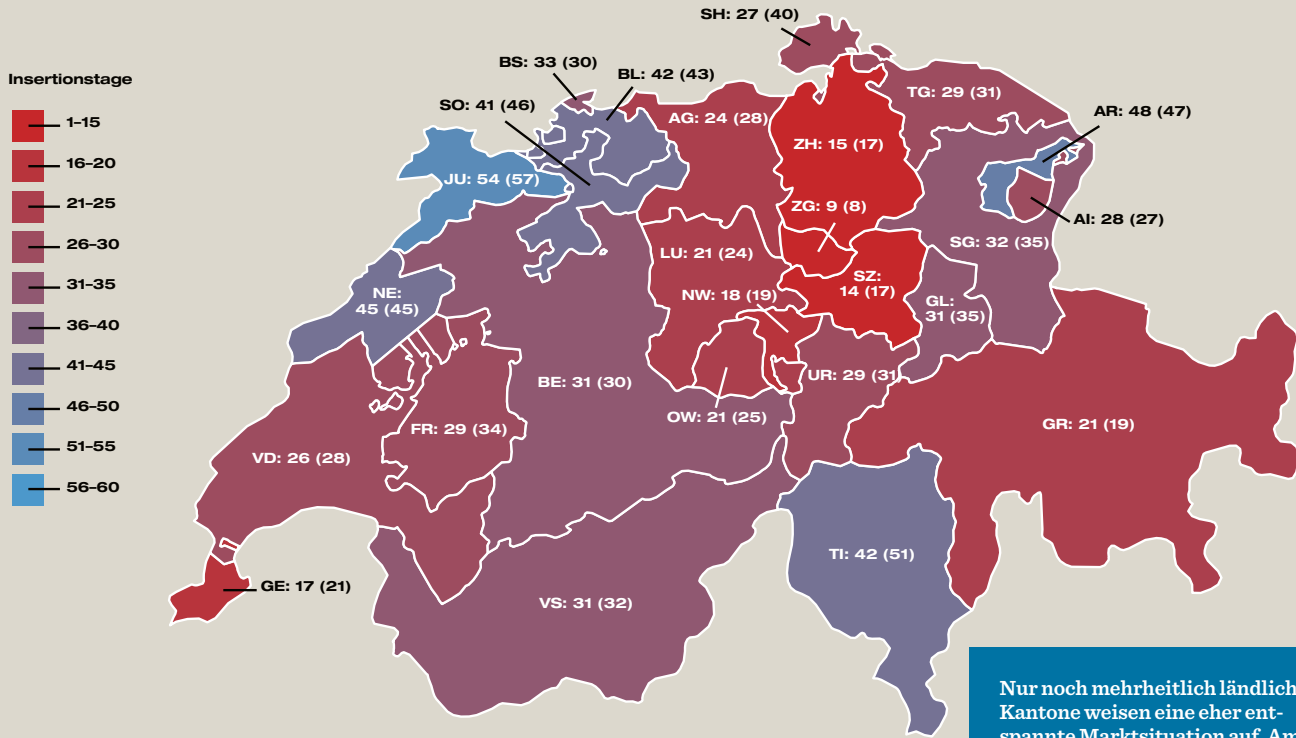 Insertionstage
1–15
16–20
21–25
26–30
31–35
36–40
41–45
46–50
51–55
56–60
SH: 27 (40)
BS: 33 (30)
BL: 42 (43)
SO: 41 (46)
TG: 29 (31)
AR: 48 (47)
AG: 24 (28)
ZH: 15 (17)
JU: 54 (57)
ZG: 9 (8)
AI: 28 (27)
SG: 32 (35)
LU: 21 (24)
SZ:
14 (17)
NE:
45 (45)
NW: 18 (19)
GL:
31 (35)
BE: 31 (30)
UR: 29 (31)
OW: 21 (25)
GR: 21 (19)
FR: 29 (34)
VD: 26 (28)
TI: 42 (51)
GE: 17 (21)
VS: 31 (32)
Nur noch mehrheitlich ländlich
Kantone weisen eine eher ent-
spannte Marktsituation auf. Am